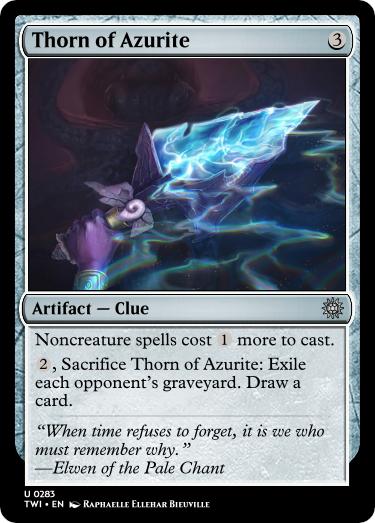 Thorn of Azurite 3
Artifact — Clue
Noncreature spells cost 1 more to cast.
2, Sacrifice Thorn of Azurite: Exile
each opponent's graveyard. Draw a
card.
"When time refuses to forget, it is we who
must remember why."
—Elwen of the Pale Chant
U 0283
TWI • EN Raphaelle Ellehar Bieuville